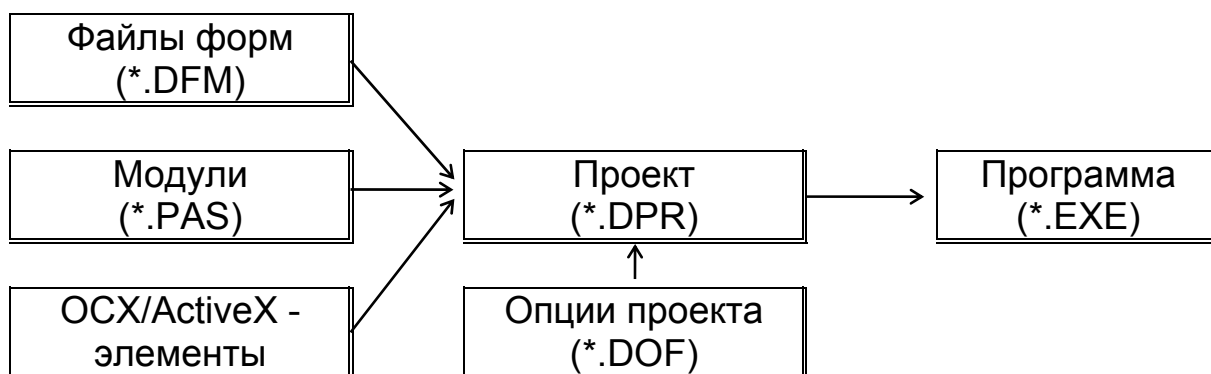 Файлы форм
(*.DFM)
Модули
(*.PAS)
Проект
(*.DPR)
Программа
(*.EXE)
OCX/ActiveX -
элементы
Опции проекта
(*.DOF)